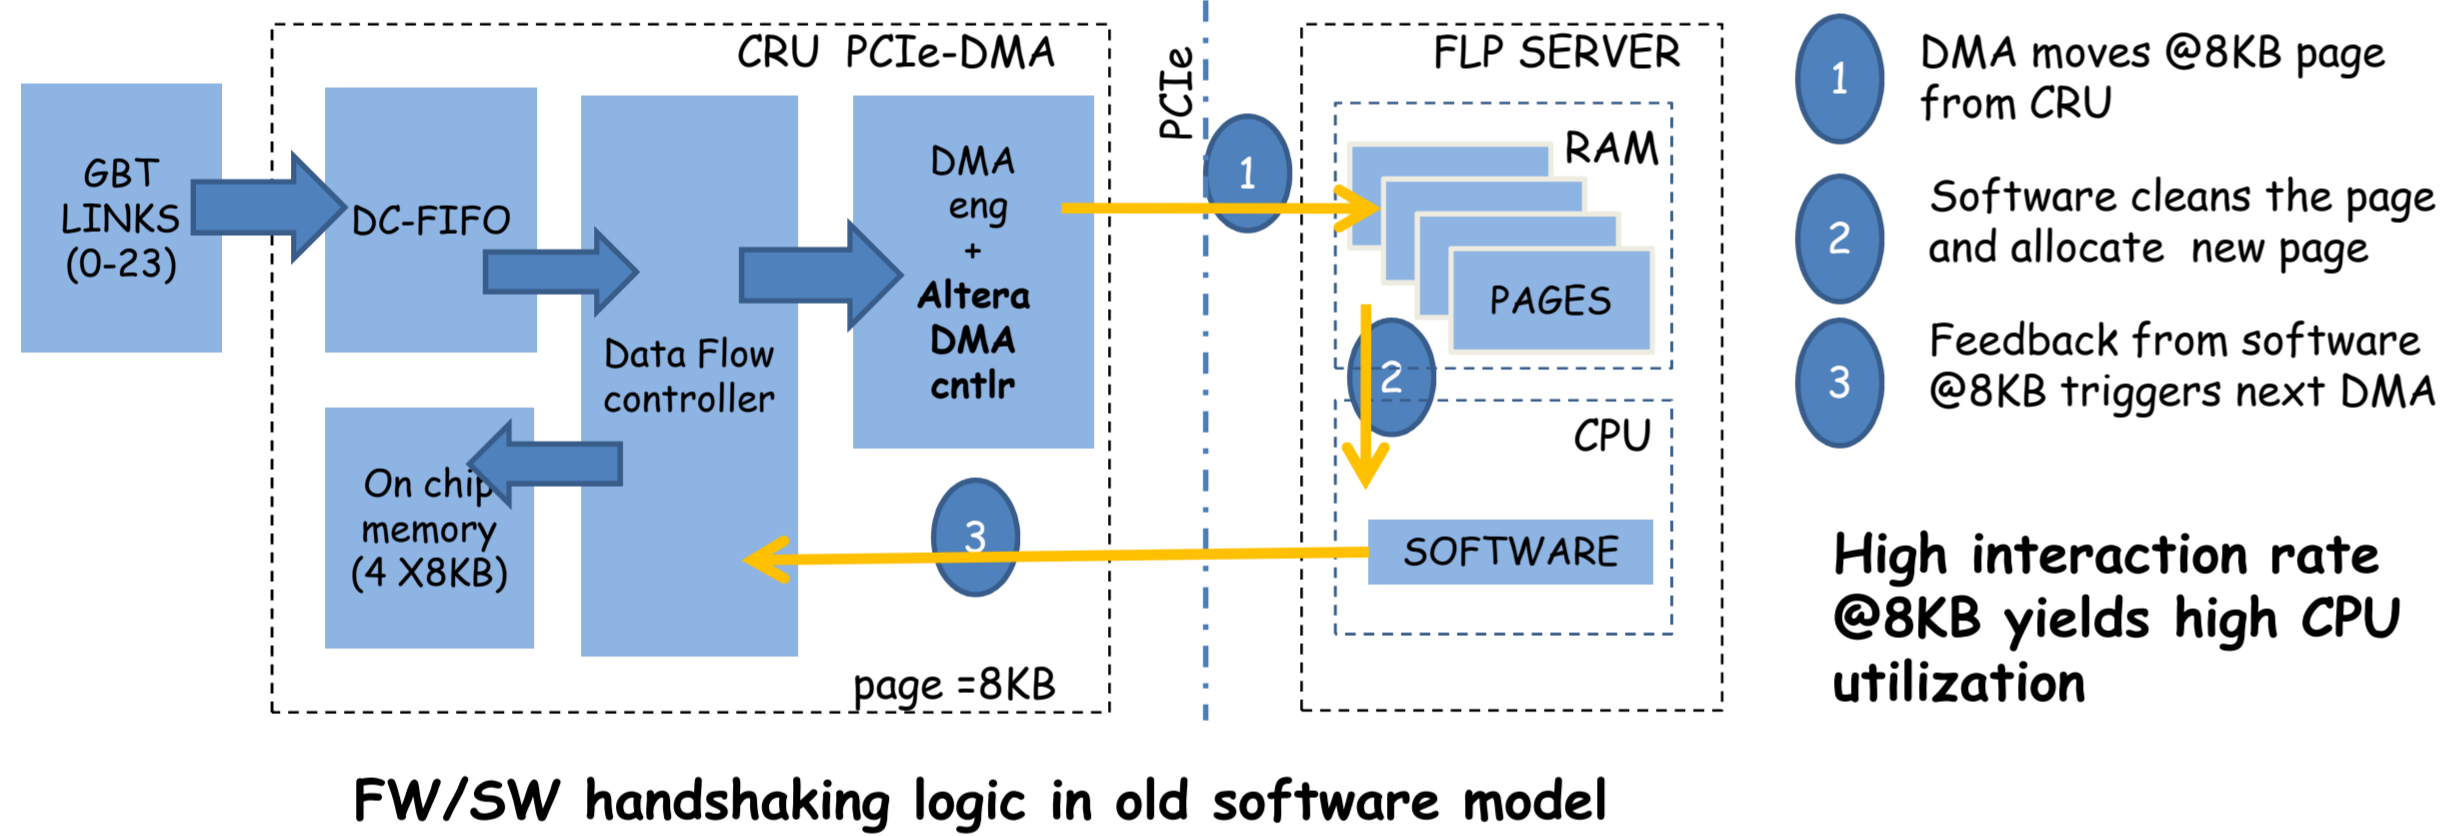 CRU PCIe-DMA
GBT
LINKS
(0-23)
DC-FIFO
Data Flow
controller
On chip
memory
(4 X8KB)
DMA
eng
+
Altera
DMA
cntlr
3
page =8KB
PCIe
1
FLP SERVER
RAM
PAGES
2
CPU
SOFTWARE
1
DMA moves @8KB page
from CRU
2
Software cleans the page
and allocate new page
3
Feedback from software
@8KB triggers next DMA
High interaction rate
@8KB yields high CPU
utilization
FW/SW handshaking logic in old software model